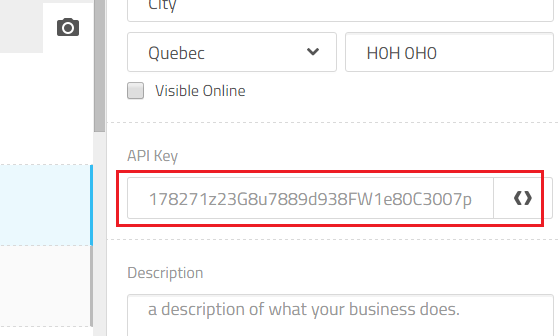 City
Quebec
H0H 0H0
Visible Online
API Key
178271z23G8u7889d938FW1e80C3007p
Description
a description of what your business does.